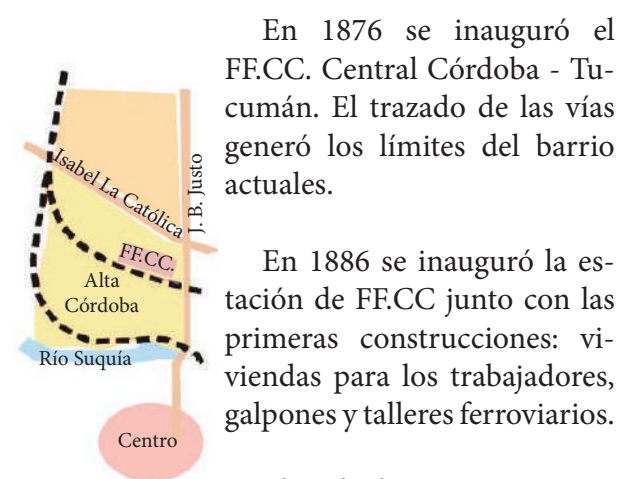 En 1876 se inauguró el
FF.CC. Central Córdoba - Tu-
cumán. El trazado de las vías
generó los límites del barrio
actuales.
En 1886 se inauguró la es-
tación de FF.CC junto con las
primeras construcciones: vi-
viendas para los trabajadores,
galpones y talleres ferroviarios.
Isabel La Católica
J. B. Justo
FF.CC.
Alta
Córdoba
Río Suquía
Centro